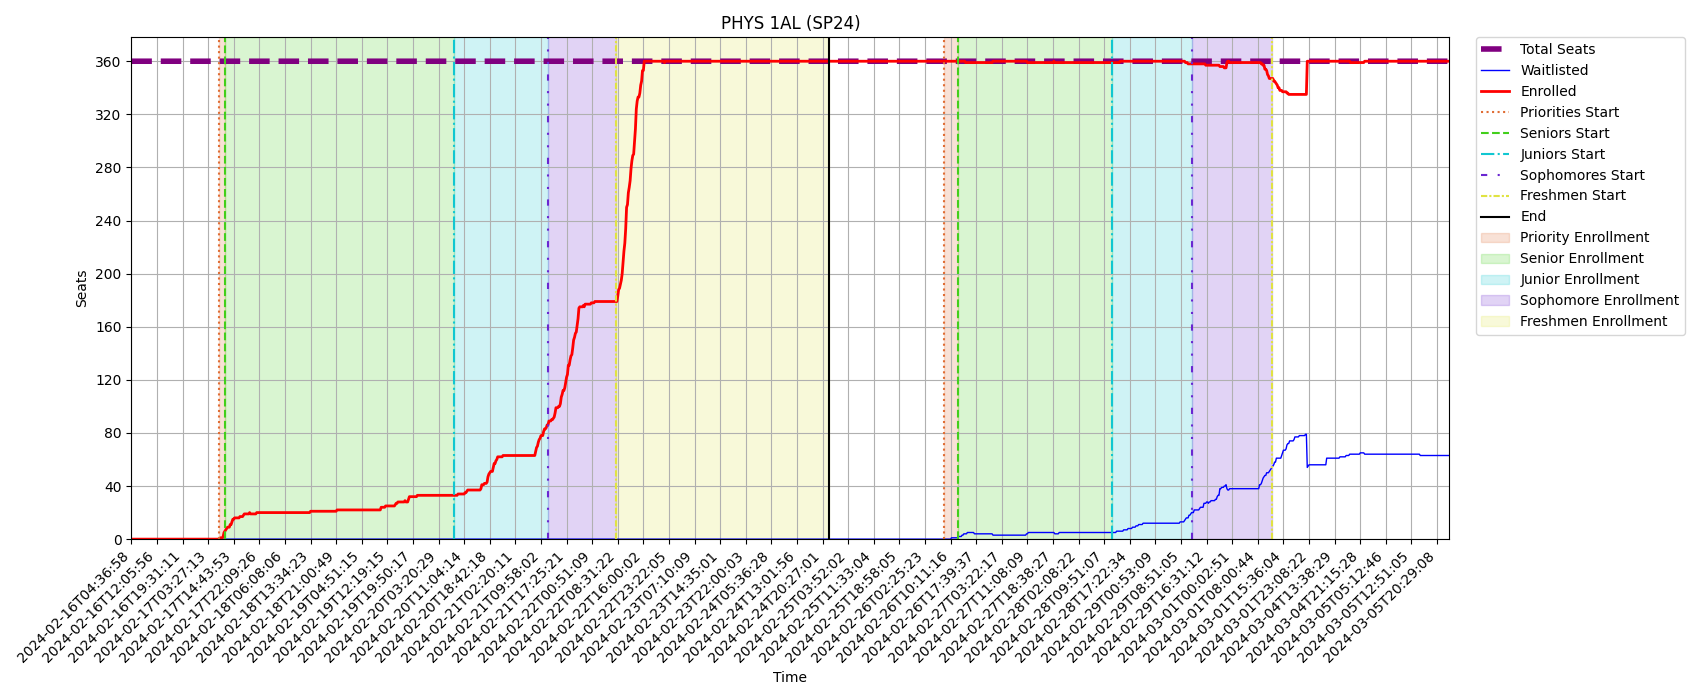 PHYS 1AL (SP24)
Seats
360
320
280
240
200
160
120
80
40
0
2024-02-16T04:36:58
2024-02-16T12:05:56
2024-02-16T19:31:11
2024-02-17T03:27:13
2024-02-17T14:43:53
2024-02-17T22:09:26
2024-02-18T06:08:06
2024-02-18T13:34:23
2024-02-18T21:00:49
2024-02-19T04:51:15
2024-02-19T12:19:15
2024-02-19T19:50:17
2024-02-20T03:20:29
2024-02-20T11:04:14
2024-02-20T18:42:18
2024-02-21T02:20:11
2024-02-21T09:58:02
2024-02-21T17:25:21
2024-02-22T00:51:09
2024-02-22T08:31:22
2024-02-22T16:00:02
2024-02-22T23:22:05
2024-02-23T07:10:09
2024-02-23T14:35:01
2024-02-23T22:00:03
2024-02-24T05:36:28
2024-02-24T13:01:56
2024-02-24T20:27:01
2024-02-25T03:52:02
2024-02-25T11:33:04
2024-02-25T18:58:05
2024-02-26T02:25:23
2024-02-26T10:11:16
2024-02-26T17:39:37
2024-02-27T01:22:17
2024-02-27T11:08:09
2024-02-27T18:38:27
2024-02-28T02:08:22
2024-02-28T09:51:07
2024-02-28T17:22:34
2024-02-29T00:53:09
2024-02-29T08:51:05
2024-02-29T16:31:12
2024-03-01T00:02:51
2024-03-01T08:00:44
2024-03-01T15:36:04
2024-03-01T23:08:22
2024-03-04T13:38:29
2024-03-04T21:15:28
2024-03-05T05:12:46
2024-03-05T12:51:05
2024-03-05T20:29:08
Time
Total Seats
Waitlisted
Enrolled
Priorities Start
Seniors Start
Juniors Start
Sophomores Start
Freshmen Start
End
Priority Enrollment
Senior Enrollment
Junior Enrollment
Sophomore Enrollment
Freshmen Enrollment